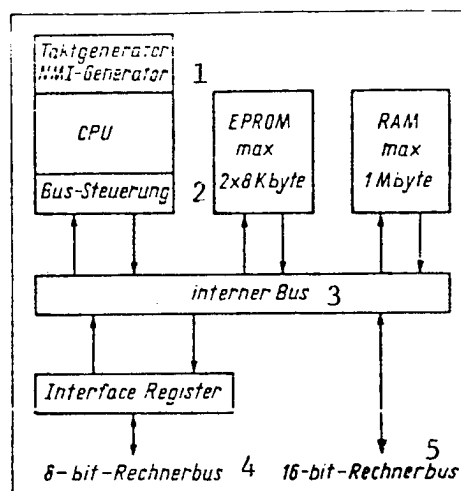 Taktgenerator
NMI-Generator
1
CPU
Bus-Steuerung
2
EPROM
max
2x8 Kbyte
RAM
max
1 Mbyte
interner Bus 3
Interface Register
8-bit-Rechnerbus 4
16-bit-Rechnerbus 5